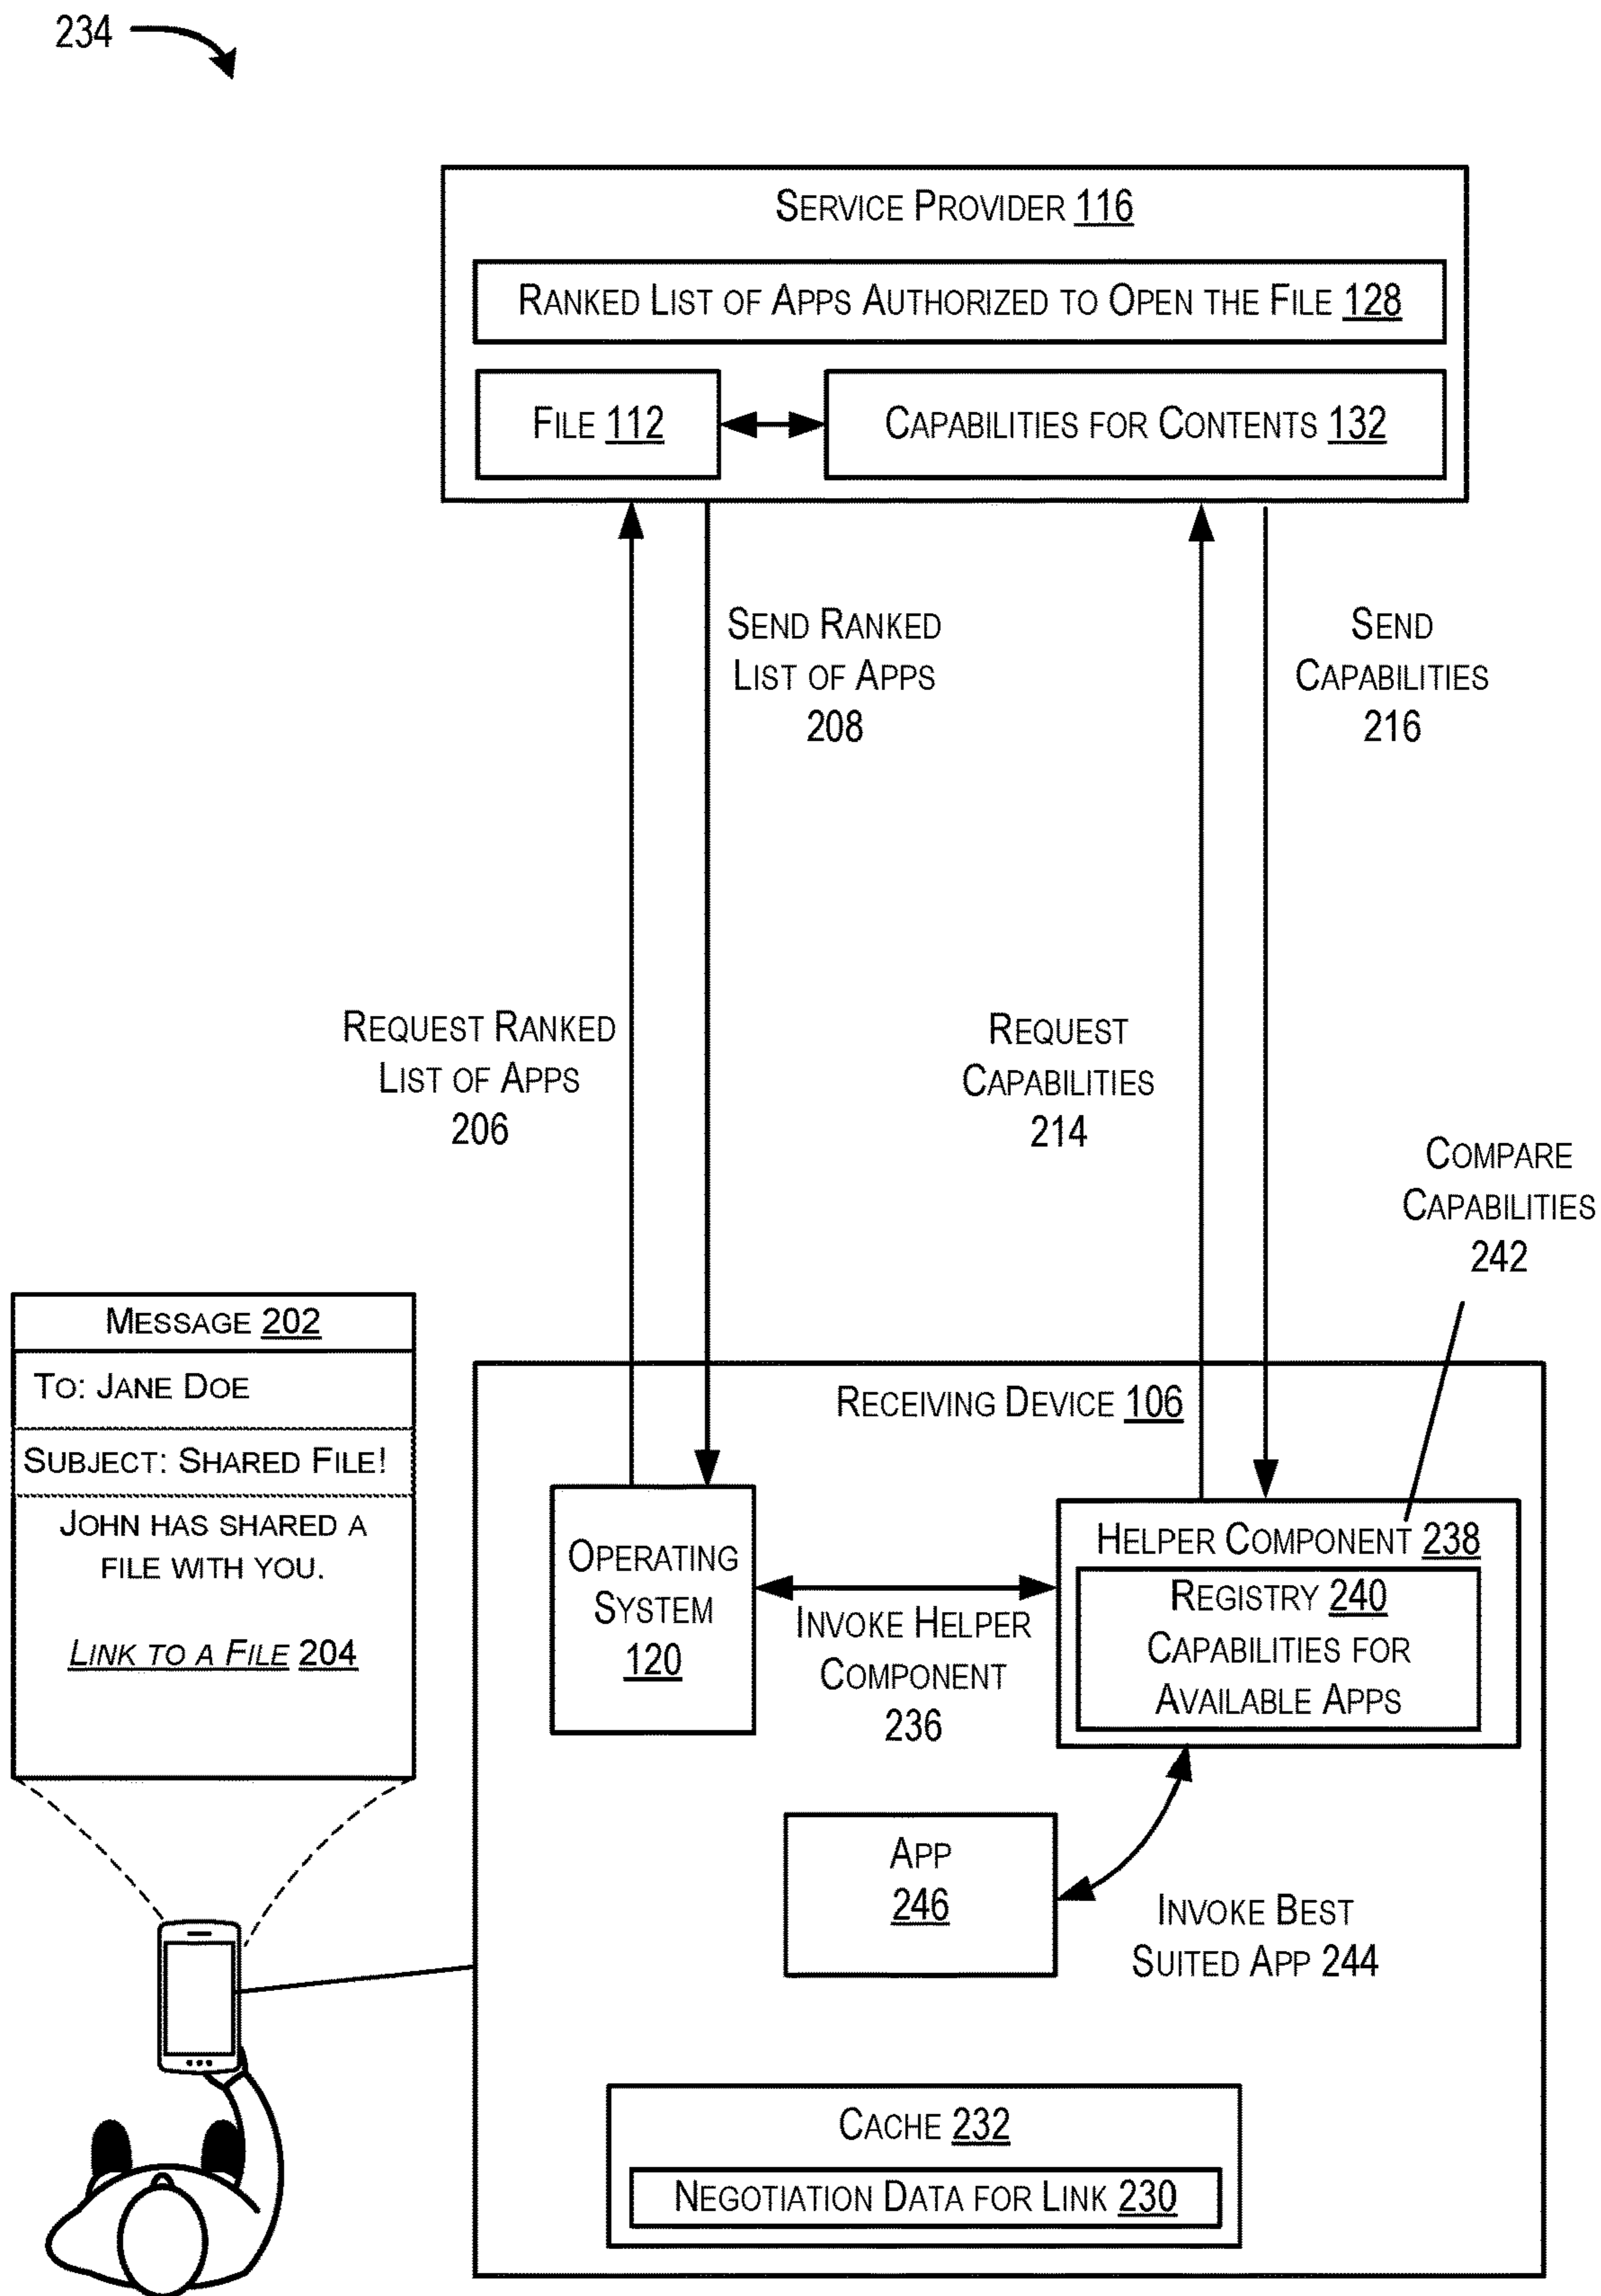 234
Service Provider 116
Ranked List of Apps Authorized to Open the File 128
File 112
Capabilities for Contents 132
Send Ranked
List of Apps
208
Send
Capabilities
216
Request Ranked
List of Apps
206
Request
Capabilities
214
Compare
Capabilities
242
Message 202
To: Jane Doe
Subject: Shared File!
John has shared a
file with you.
Link to a File 204
Receiving Device 106
Operating
System
120
Invoke Helper
Component
236
Helper Component 238
Registry 240
Capabilities for
Available Apps
App
246
Invoke Best
Suited App 244
Cache 232
Negotiation Data for Link 230